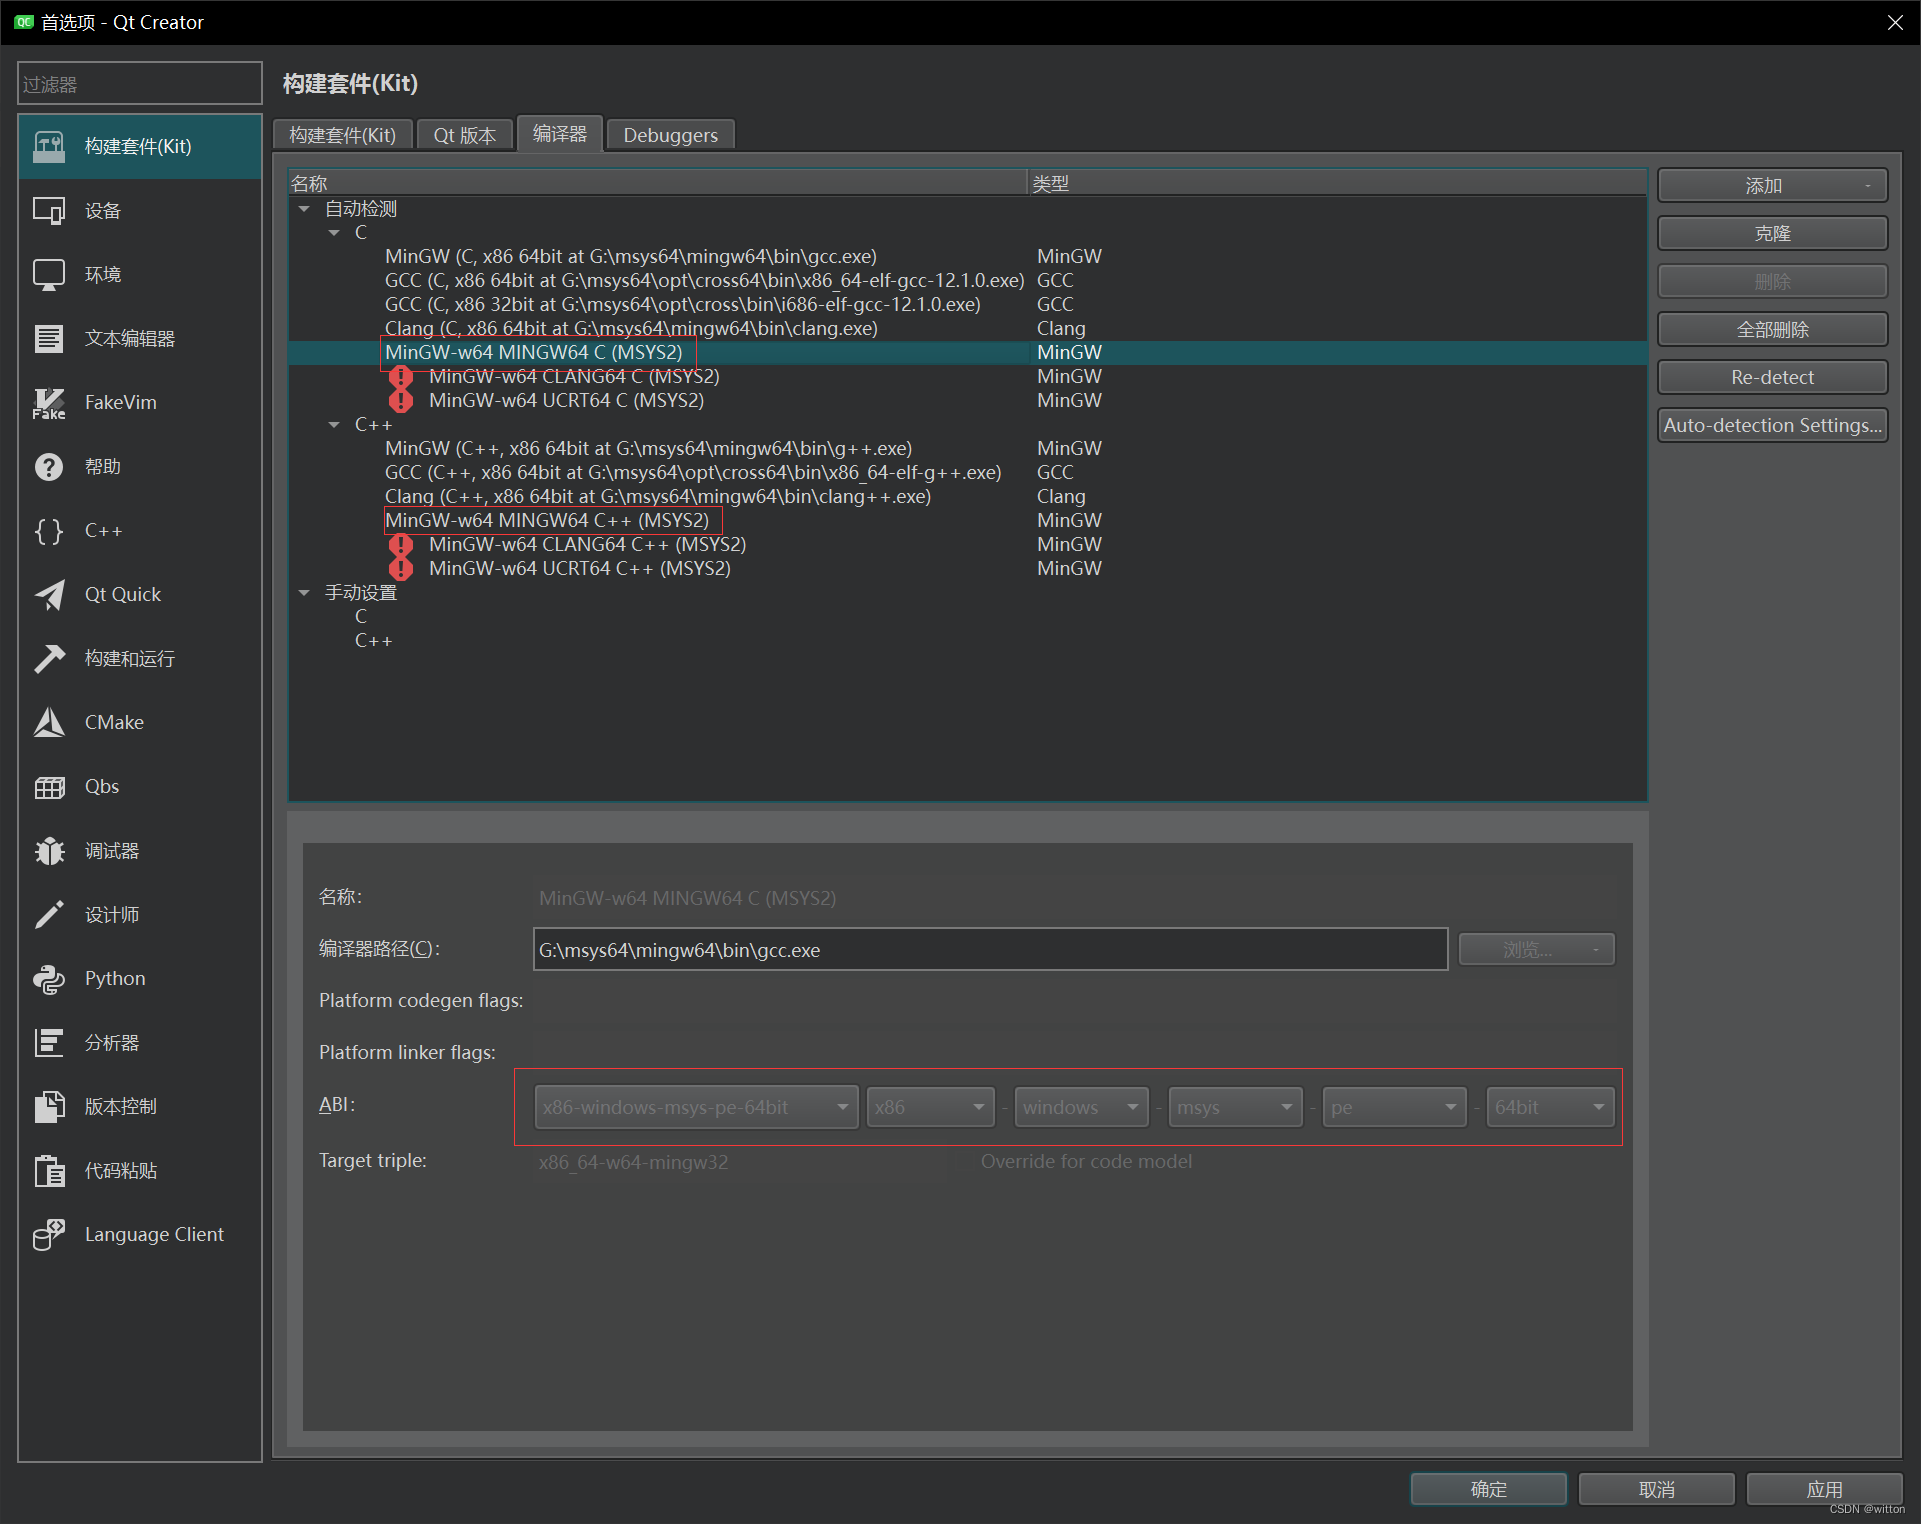 QC 首选项 - Qt Creator
过滤器
构建套件(Kit)
设备
环境
文本编辑器
FakeVim
帮助
C++
Qt Quick
构建和运行
CMake
Qbs
调试器
设计师
Python
分析器
版本控制
代码粘贴
Language Client
构建套件(Kit)
构建套件(Kit) Qt 版本 编译器 Debuggers
名称 类型
自动检测
C
MinGW (C, x86 64bit at G:\msys64\mingw64\bin\gcc.exe) MinGW
GCC (C, x86 64bit at G:\msys64\opt\cross64\bin\x86_64-elf-gcc-12.1.0.exe) GCC
GCC (C, x86 32bit at G:\msys64\opt\cross\bin\i686-elf-gcc-12.1.0.exe) GCC
Clang (C, x86 64bit at G:\msys64\mingw64\bin\clang.exe) Clang
MinGW-w64 MINGW64 C (MSYS2) MinGW
MinGW-w64 CLANG64 C (MSYS2) MinGW
MinGW-w64 UCRT64 C (MSYS2) MinGW
C++
MinGW (C++, x86 64bit at G:\msys64\mingw64\bin\g++.exe) MinGW
GCC (C++, x86 64bit at G:\msys64\opt\cross64\bin\x86_64-elf-g++.exe) GCC
Clang (C++, x86 64bit at G:\msys64\mingw64\bin\clang++.exe) Clang
MinGW-w64 MINGW64 C++ (MSYS2) MinGW
MinGW-w64 CLANG64 C++ (MSYS2) MinGW
MinGW-w64 UCRT64 C++ (MSYS2) MinGW
手动设置
C
C++
添加
克隆
删除
全部删除
Re-detect
Auto-detection Settings...
名称: MinGW-w64 MINGW64 C (MSYS2)
编译器路径(C): G:\msys64\mingw64\bin\gcc.exe 浏览...
Platform codegen flags:
Platform linker flags:
ABI: x86-windows-msys-pe-64bit x86 - windows - msys - pe - 64bit
Target triple: x86_64-w64-mingw32 Override for code model
确定 取消 应用
CSDN @witton